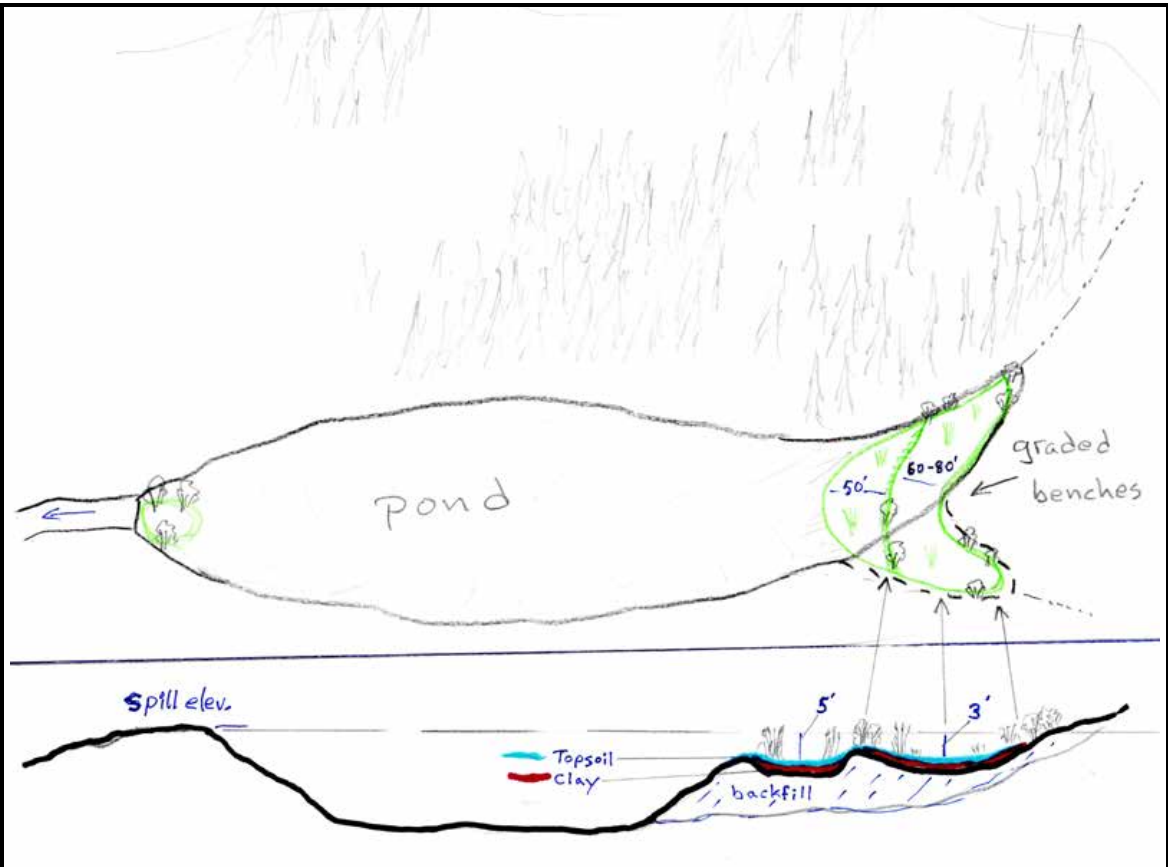 pond
50'
60-80'
graded
benches
Spill elev.
5'
3'
Topsoil
Clay
backfill